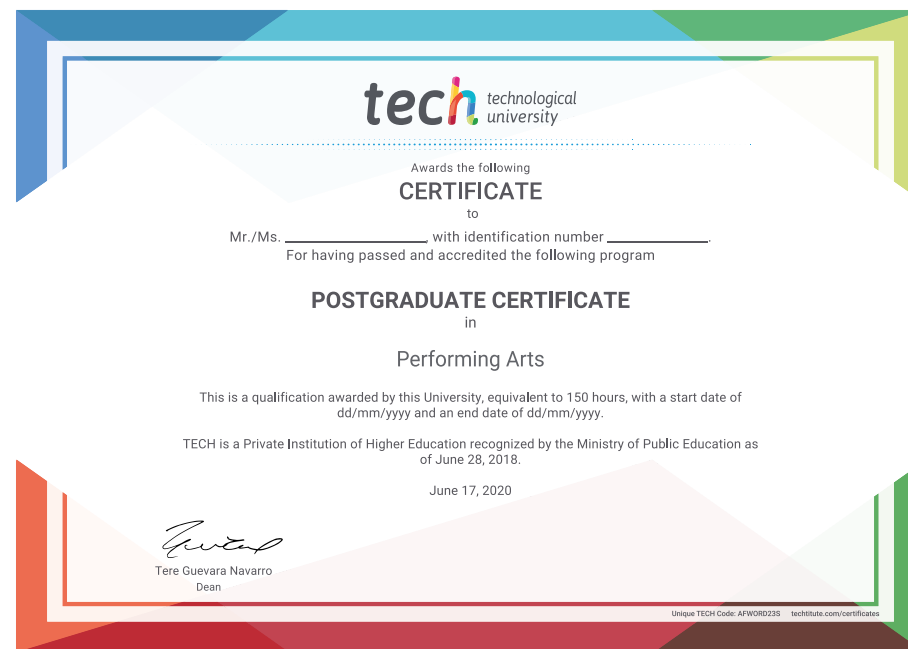 tech technological
university
Awards the following
CERTIFICATE
to
Mr./Ms. ____________________, with identification number ______________.
For having passed and accredited the following program
POSTGRADUATE CERTIFICATE
in
Performing Arts
This is a qualification awarded by this University, equivalent to 150 hours, with a start date of
dd/mm/yyyy and an end date of dd/mm/yyyy.
TECH is a Private Institution of Higher Education recognized by the Ministry of Public Education as
of June 28, 2018.
June 17, 2020
Tere Guevara Navarro
Dean
Unique TECH Code: AFWORD23S techtitute.com/certificates